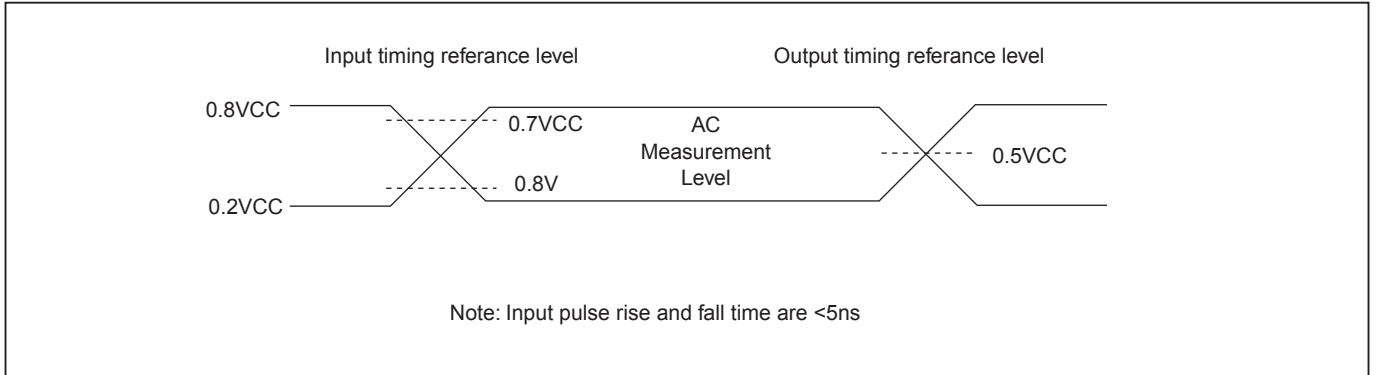 Input timing referance level
Output timing referance level
0.8VCC
0.7VCC
AC
Measurement
Level
0.5VCC
0.8V
0.2VCC
Note: Input pulse rise and fall time are <5ns